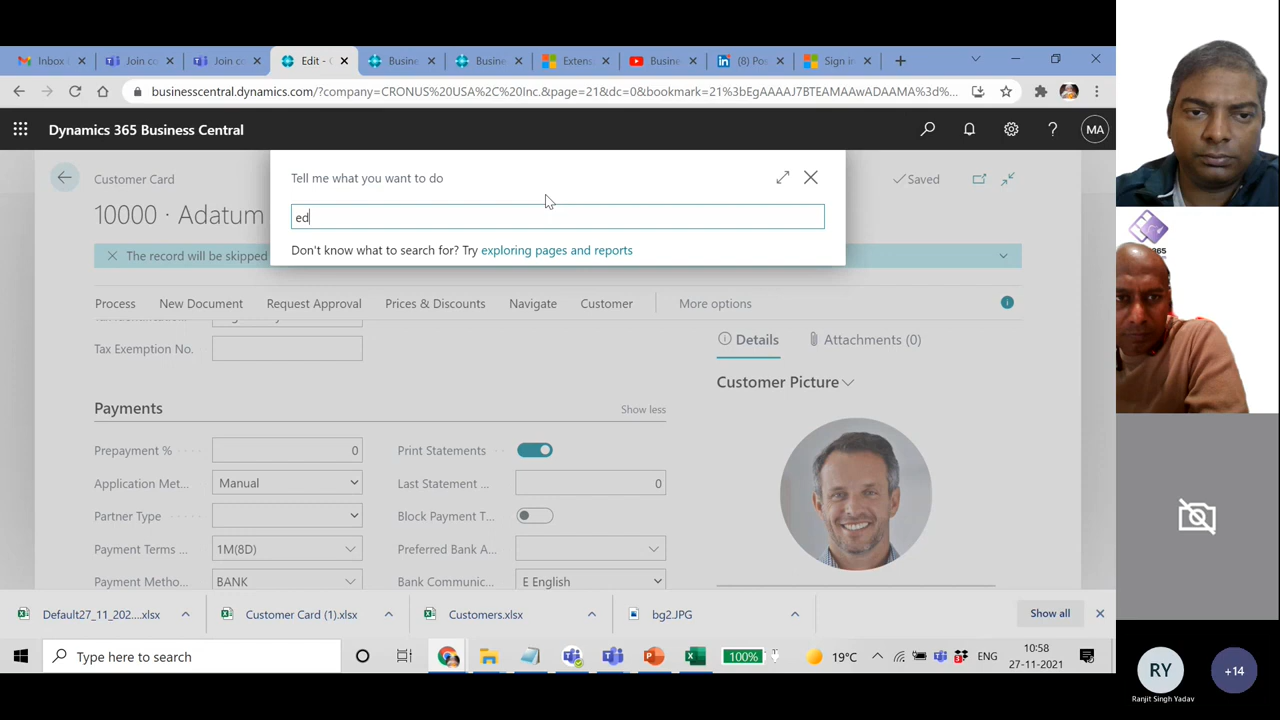 Inbox (
Join co
Join co
Edit - C
Busine
Busine
Extens
Busine
(8) Pos
Sign in
businesscentral.dynamics.com/?company=CRONUS%20USA%2C%20Inc.&page=21&dc=0&bookmark=21%3bEgAAAAJ7BTEAMAAwADAAMA%3d%...
Dynamics 365 Business Central
MA
Customer Card
Saved
10000 · Adatum
The record will be skipped
Tell me what you want to do
ed
Don't know what to search for? Try exploring pages and reports
Process
New Document
Request Approval
Prices & Discounts
Navigate
Customer
More options
Tax Exemption No.
Details
Attachments (0)
Customer Picture
Payments
Show less
Prepayment %
0
Print Statements
Application Met...
Manual
Last Statement ...
0
Partner Type
Block Payment T...
Payment Terms ...
1M(8D)
Preferred Bank A...
Payment Metho...
BANK
Bank Communic...
E English
Default27_11_202....xlsx
Customer Card (1).xlsx
Customers.xlsx
bg2.JPG
Show all
Type here to search
100%
19°C
ENG
10:58
27-11-2021
365
RY
Ranjit Singh Yadav
+14